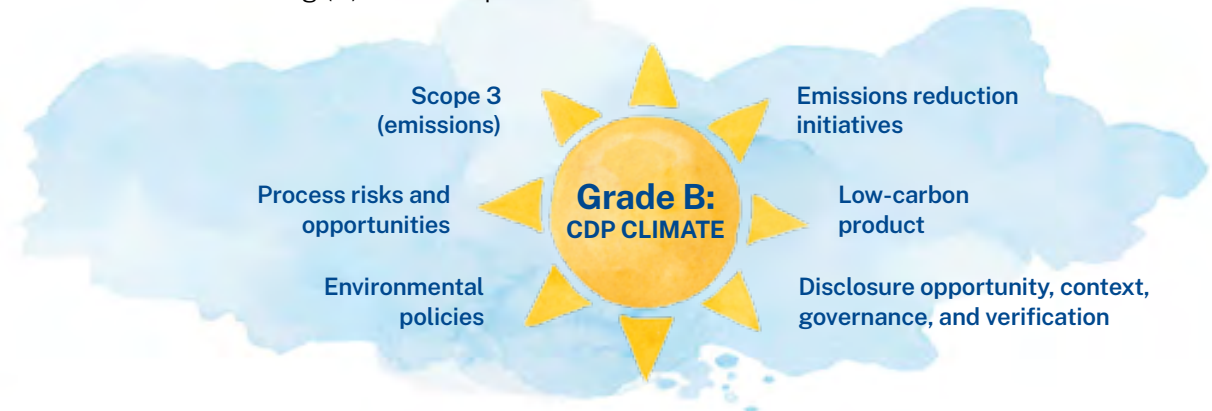 Scope 3
(emissions)
Emissions reduction
initiatives
Process risks and
opportunities
Grade B:
CDP CLIMATE
Low-carbon
product
Environmental
policies
Disclosure opportunity, context,
governance, and verification